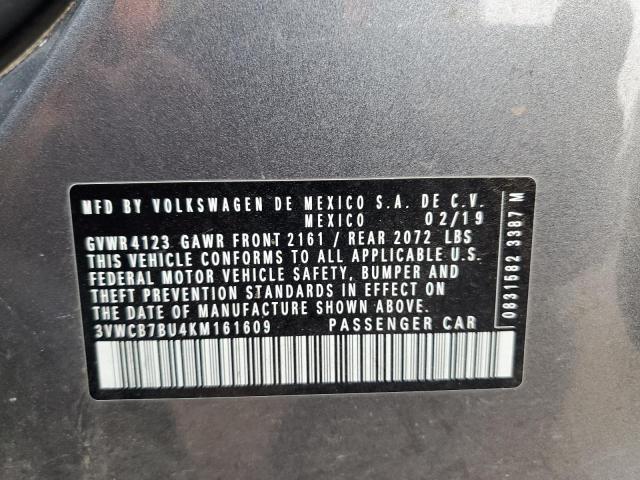 MFD BY VOLKSWAGEN DE MEXICO S.A. DE C.V.
MEXICO 02/19
GVWR4123 GAWR FRONT 2161 / REAR 2072 LBS
THIS VEHICLE CONFORMS TO ALL APPLICABLE U.S.
FEDERAL MOTOR VEHICLE SAFETY, BUMPER AND
THEFT PREVENTION STANDARDS IN EFFECT ON
THE DATE OF MANUFACTURE SHOWN ABOVE.
3VWCB7BU4KM161609 PASSENGER CAR
0831582 3387 M